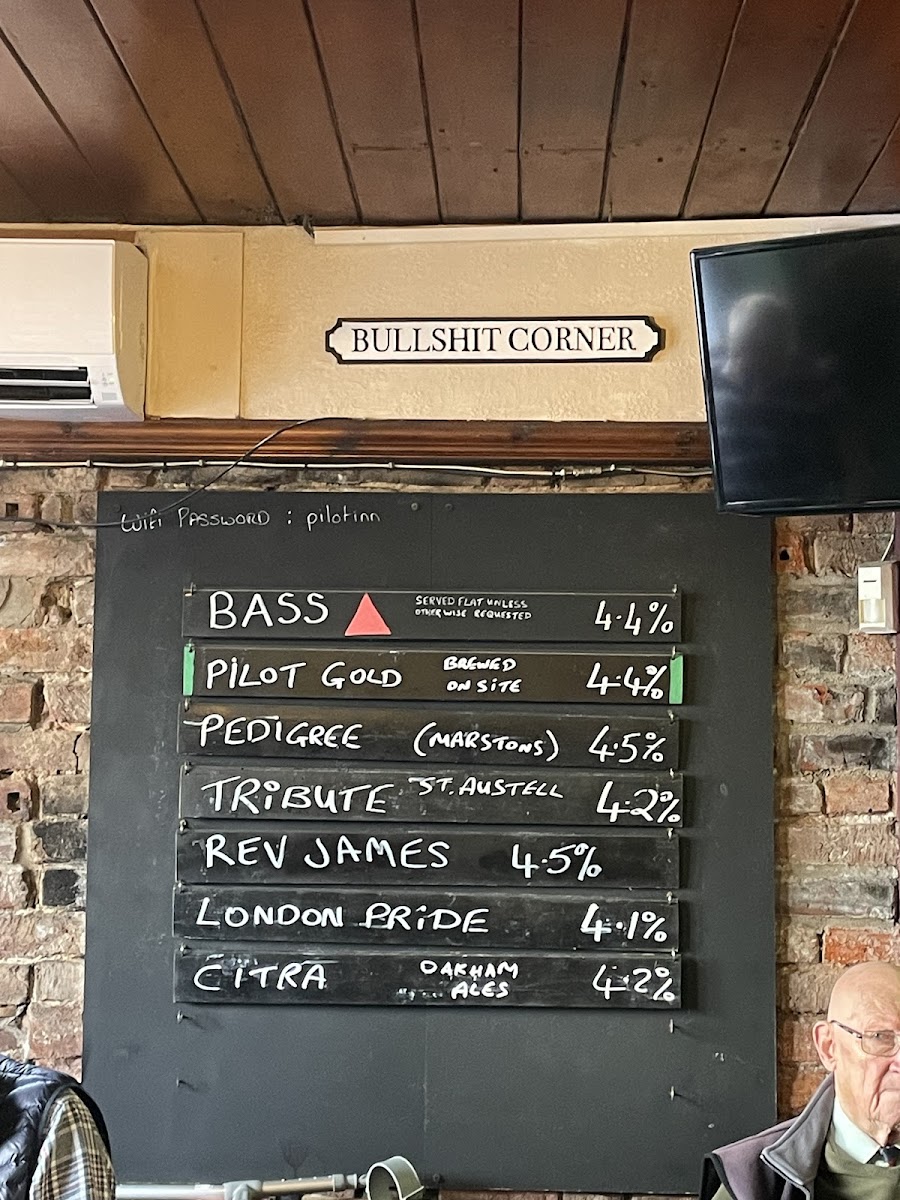 BULLSHIT CORNER
WiFi PASSWORD : pilotinn
BASS SERVED FLAT UNLESS OTHERWISE REQUESTED 4.4%
PILOT GOLD BREWED ON SITE 4.4%
PEDIGREE (MARSTONS) 4.5%
TRiBUTE ST. AUSTELL 4.2%
REV JAMES 4.5%
LONDON PRiDE 4.1%
CITRA OAKHAM ALES 4.2%